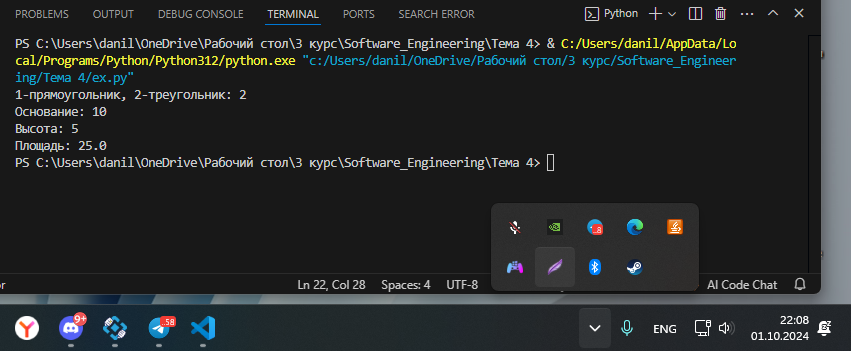 PROBLEMS OUTPUT DEBUG CONSOLE TERMINAL PORTS SEARCH ERROR Python
PS C:\Users\danil\OneDrive\Рабочий стол\3 курс\Software_Engineering\Тема 4> & C:/Users/danil/AppData/Lo
cal/Programs/Python/Python312/python.exe "c:/Users/danil/OneDrive/Рабочий стол/3 курс/Software_Engineer
ing/Тема 4/ex.py"
1-прямоугольник, 2-треугольник: 2
Основание: 10
Высота: 5
Площадь: 25.0
PS C:\Users\danil\OneDrive\Рабочий стол\3 курс\Software_Engineering\Тема 4>
Ln 22, Col 28 Spaces: 4 UTF-8 AI Code Chat
9+ .58 ENG 22:08
01.10.2024